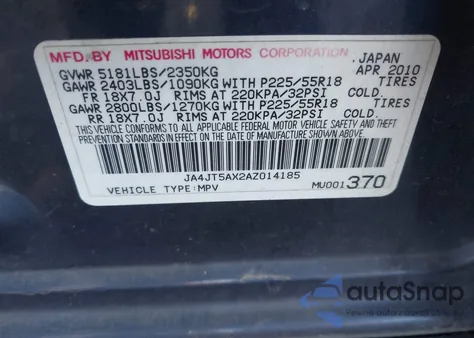 MFD.BY MITSUBISHI MOTORS CORPORATION, JAPAN
GVWR 5181LBS/2350KG APR 2010
GAWR 2403LBS/1090KG WITH P225/55R18 TIRES
FR 18X7.0J RIMS AT 220KPA/32PSI COLD.
GAWR 2800LBS/1270KG WITH P225/55R18 TIRES
RR 18X7.0J RIMS AT 220KPA/32PSI COLD.
THIS VEHICLE CONFORMS TO ALL APPLICABLE FEDERAL MOTOR VEHICLE
SAFETY, BUMPER AND THEFT PREVENTION STANDARDS IN EFFECT ON
THE DATE OF MANUFACTURE SHOWN ABOVE.
JA4JT5AX2AZ014185
VEHICLE TYPE:MPV MU001370
autoSnap